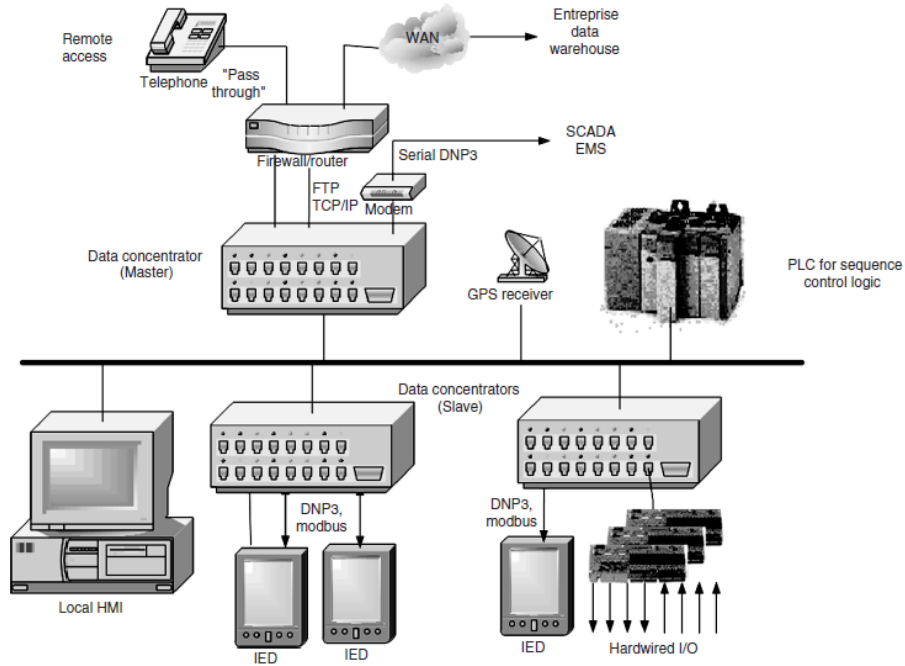 Remote
access
Telephone
"Pass
through"
WAN
Entreprise
data
warehouse
Firewall/router
Serial DNP3
SCADA
EMS
FTP
TCP/IP
Modem
Data concentrator
(Master)
GPS receiver
PLC for sequence
control logic
Data concentrators
(Slave)
DNP3,
modbus
DNP3,
modbus
Local HMI
IED
IED
IED
Hardwired I/O